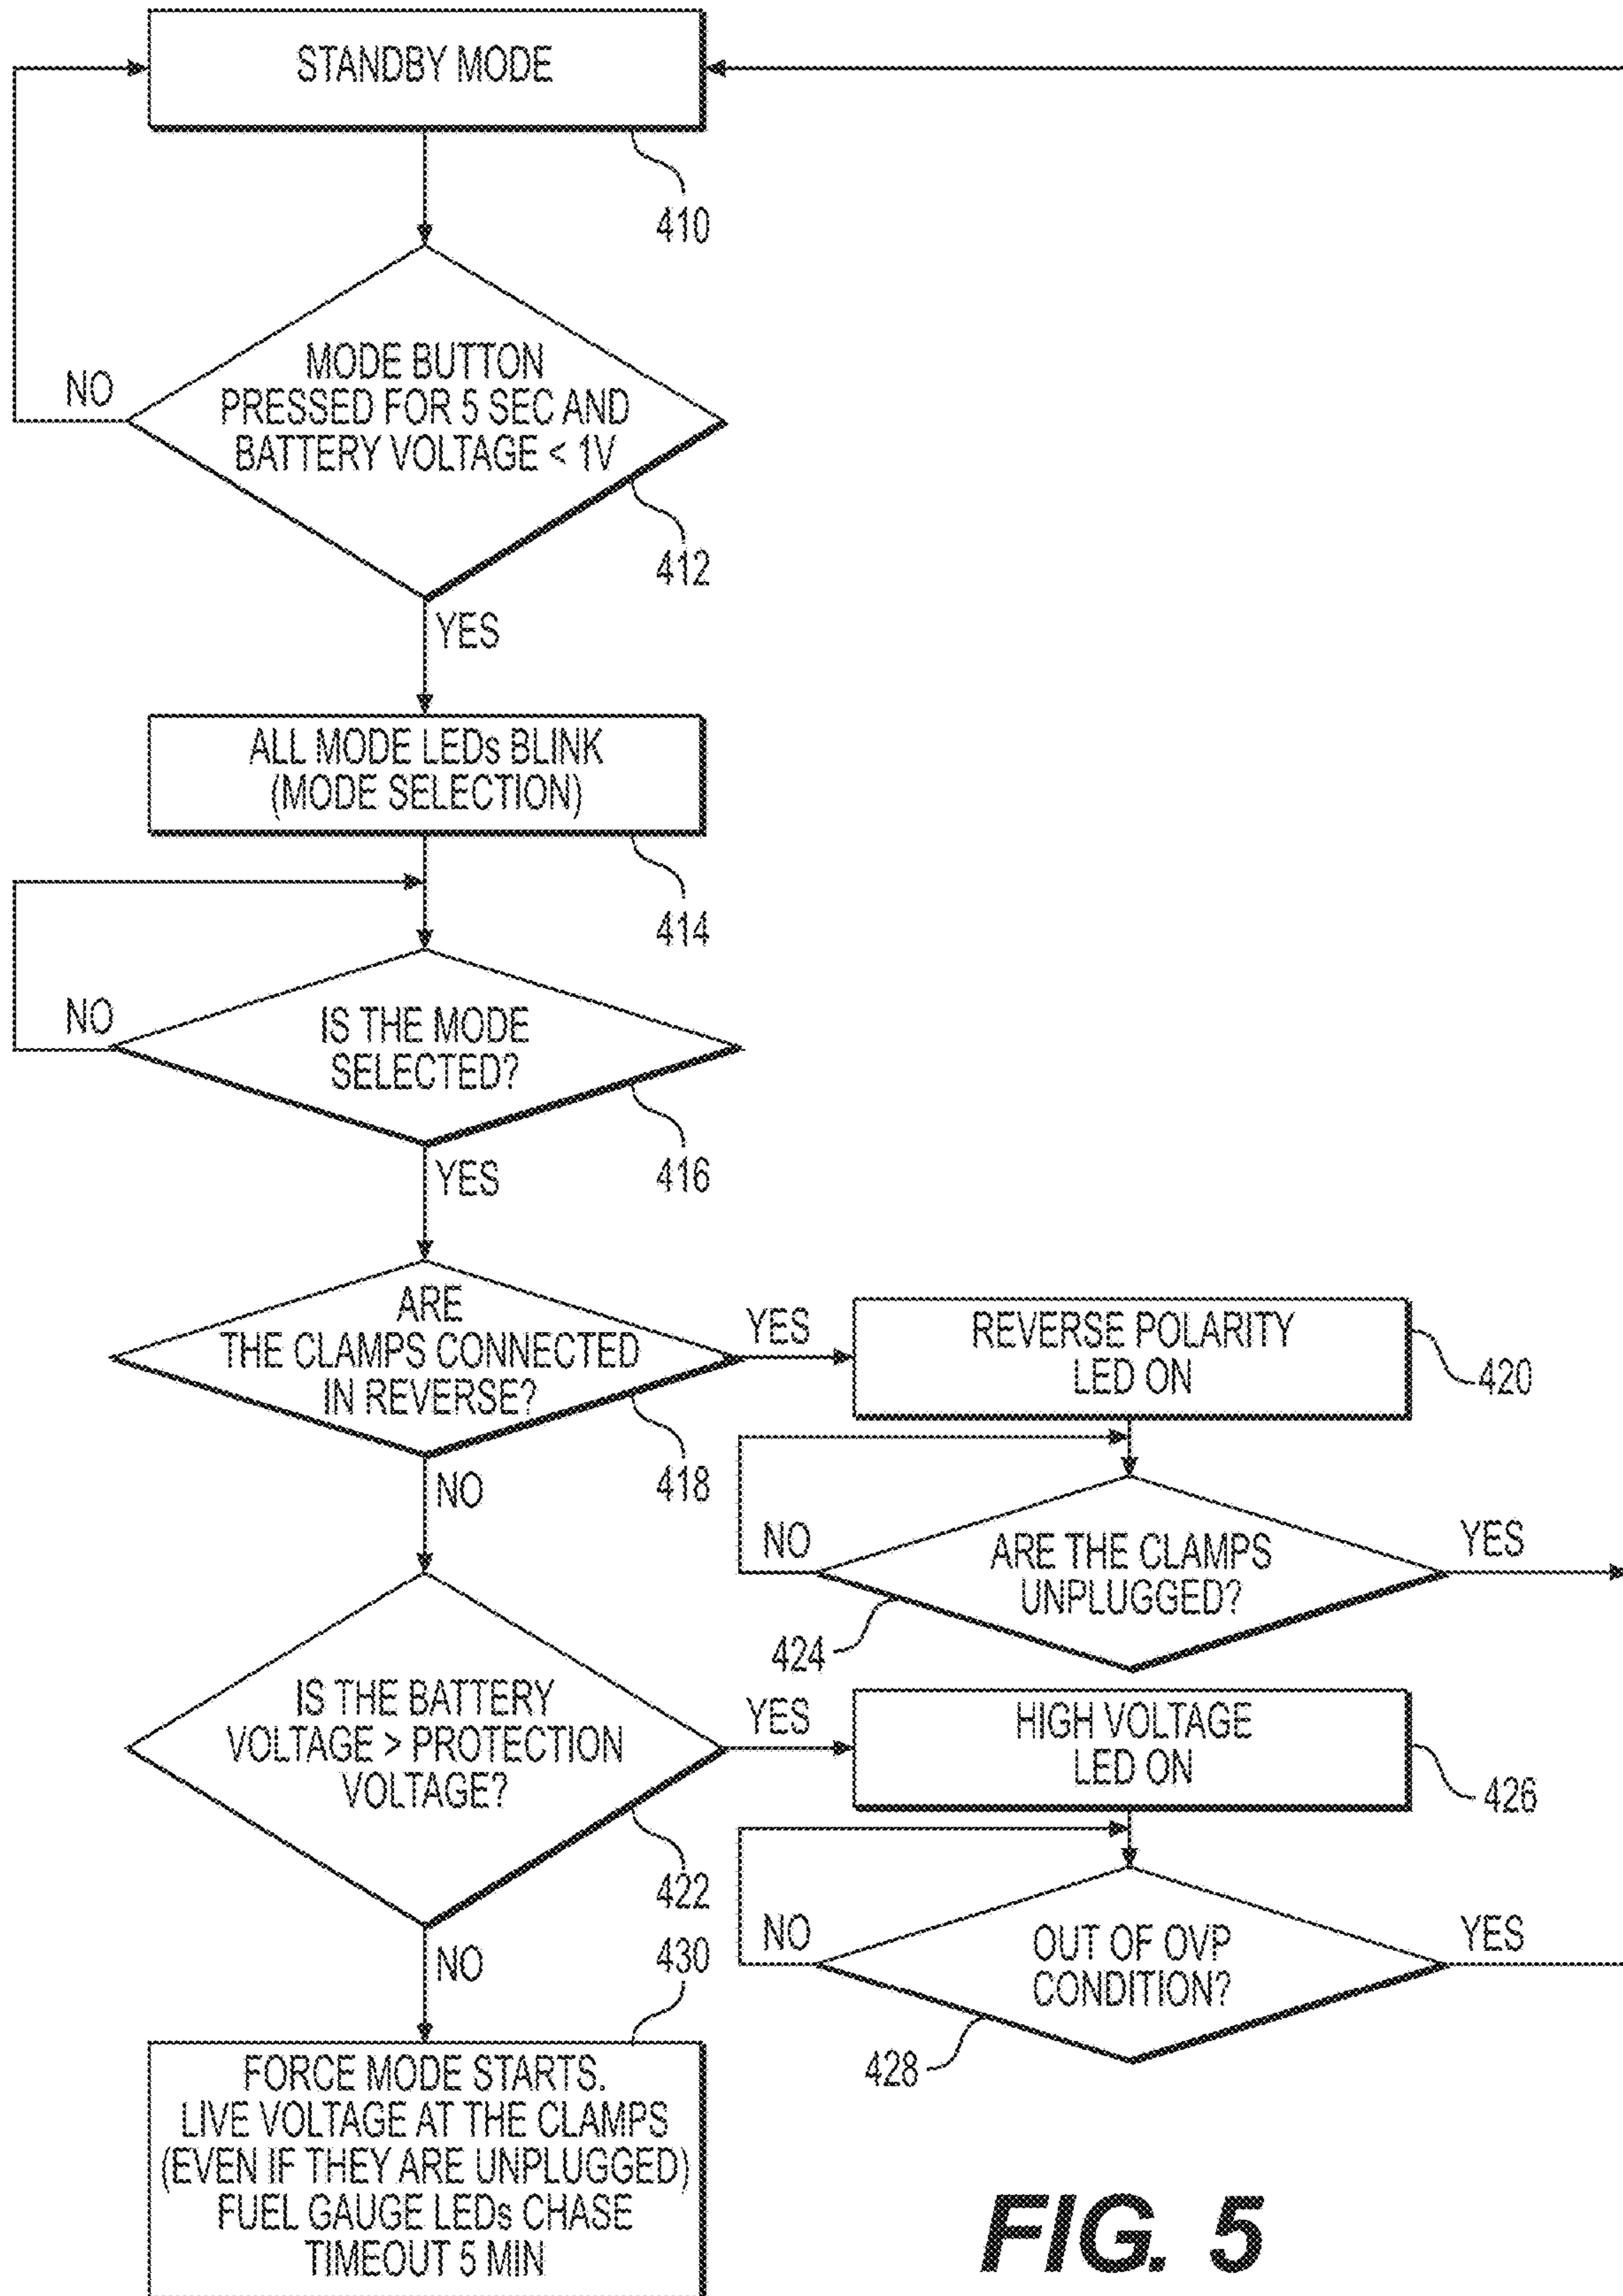 STANDBY MODE
410
MODE BUTTON
PRESSED FOR 5 SEC AND
BATTERY VOLTAGE < 1V
NO
412
YES
ALL MODE LEDs BLINK
(MODE SELECTION)
414
IS THE MODE
SELECTED?
NO
416
YES
ARE
THE CLAMPS CONNECTED
IN REVERSE?
YES
418
NO
REVERSE POLARITY
LED ON
420
ARE THE CLAMPS
UNPLUGGED?
NO
YES
424
IS THE BATTERY
VOLTAGE > PROTECTION
VOLTAGE?
YES
422
NO
HIGH VOLTAGE
LED ON
426
OUT OF OVP
CONDITION?
NO
YES
428
430
FORCE MODE STARTS.
LIVE VOLTAGE AT THE CLAMPS
(EVEN IF THEY ARE UNPLUGGED)
FUEL GAUGE LEDs CHASE
TIMEOUT 5 MIN
FIG. 5